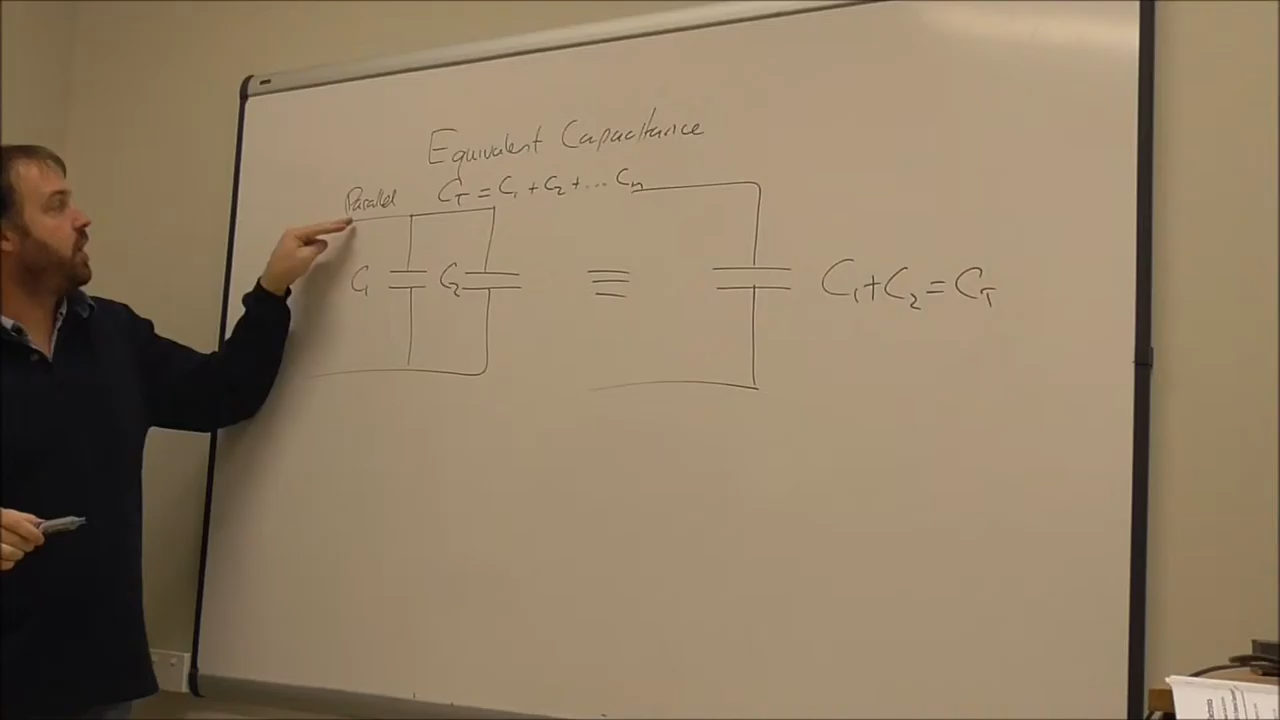 Equivalent Capacitance
Parallel C_T = C_1 + C_2 + ... C_n
C_1 C_2 ≡ C_1 + C_2 = C_T